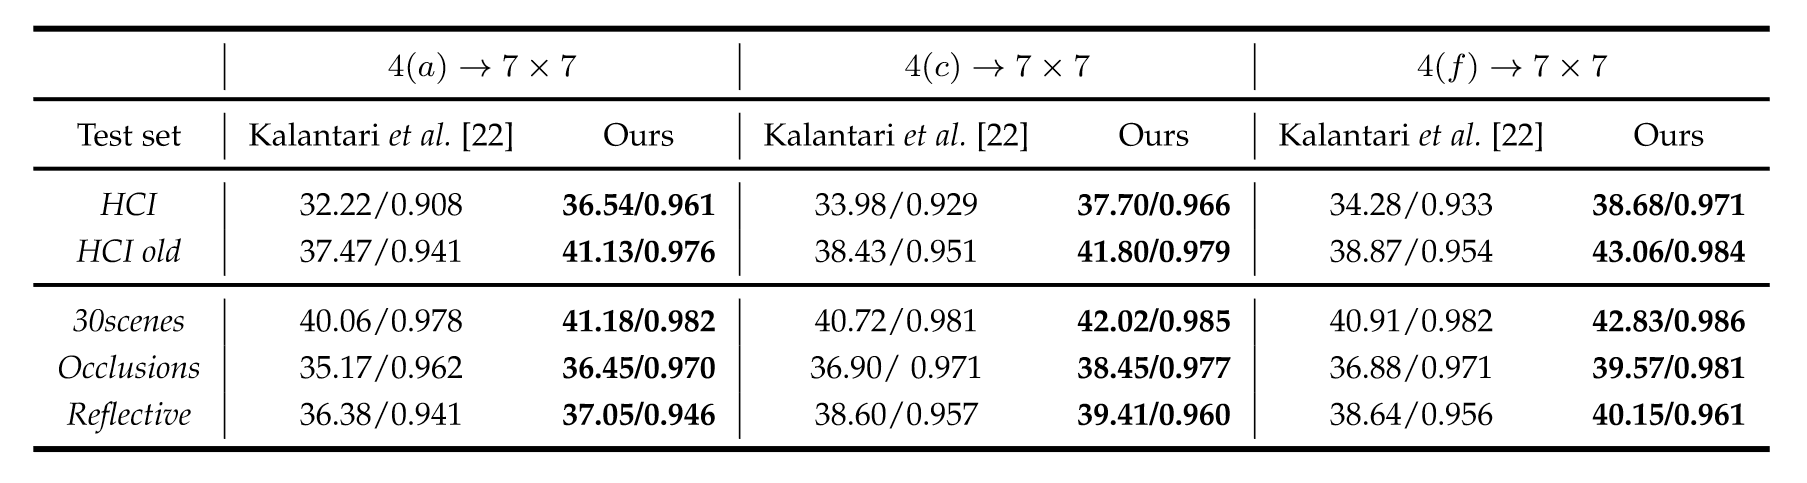 4(a) → 7 × 7 4(c) → 7 × 7 4(f) → 7 × 7
Test set Kalantari et al. [22] Ours Kalantari et al. [22] Ours Kalantari et al. [22] Ours
HCI 32.22/0.908 36.54/0.961 33.98/0.929 37.70/0.966 34.28/0.933 38.68/0.971
HCI old 37.47/0.941 41.13/0.976 38.43/0.951 41.80/0.979 38.87/0.954 43.06/0.984
30scenes 40.06/0.978 41.18/0.982 40.72/0.981 42.02/0.985 40.91/0.982 42.83/0.986
Occlusions 35.17/0.962 36.45/0.970 36.90/ 0.971 38.45/0.977 36.88/0.971 39.57/0.981
Reflective 36.38/0.941 37.05/0.946 38.60/0.957 39.41/0.960 38.64/0.956 40.15/0.961